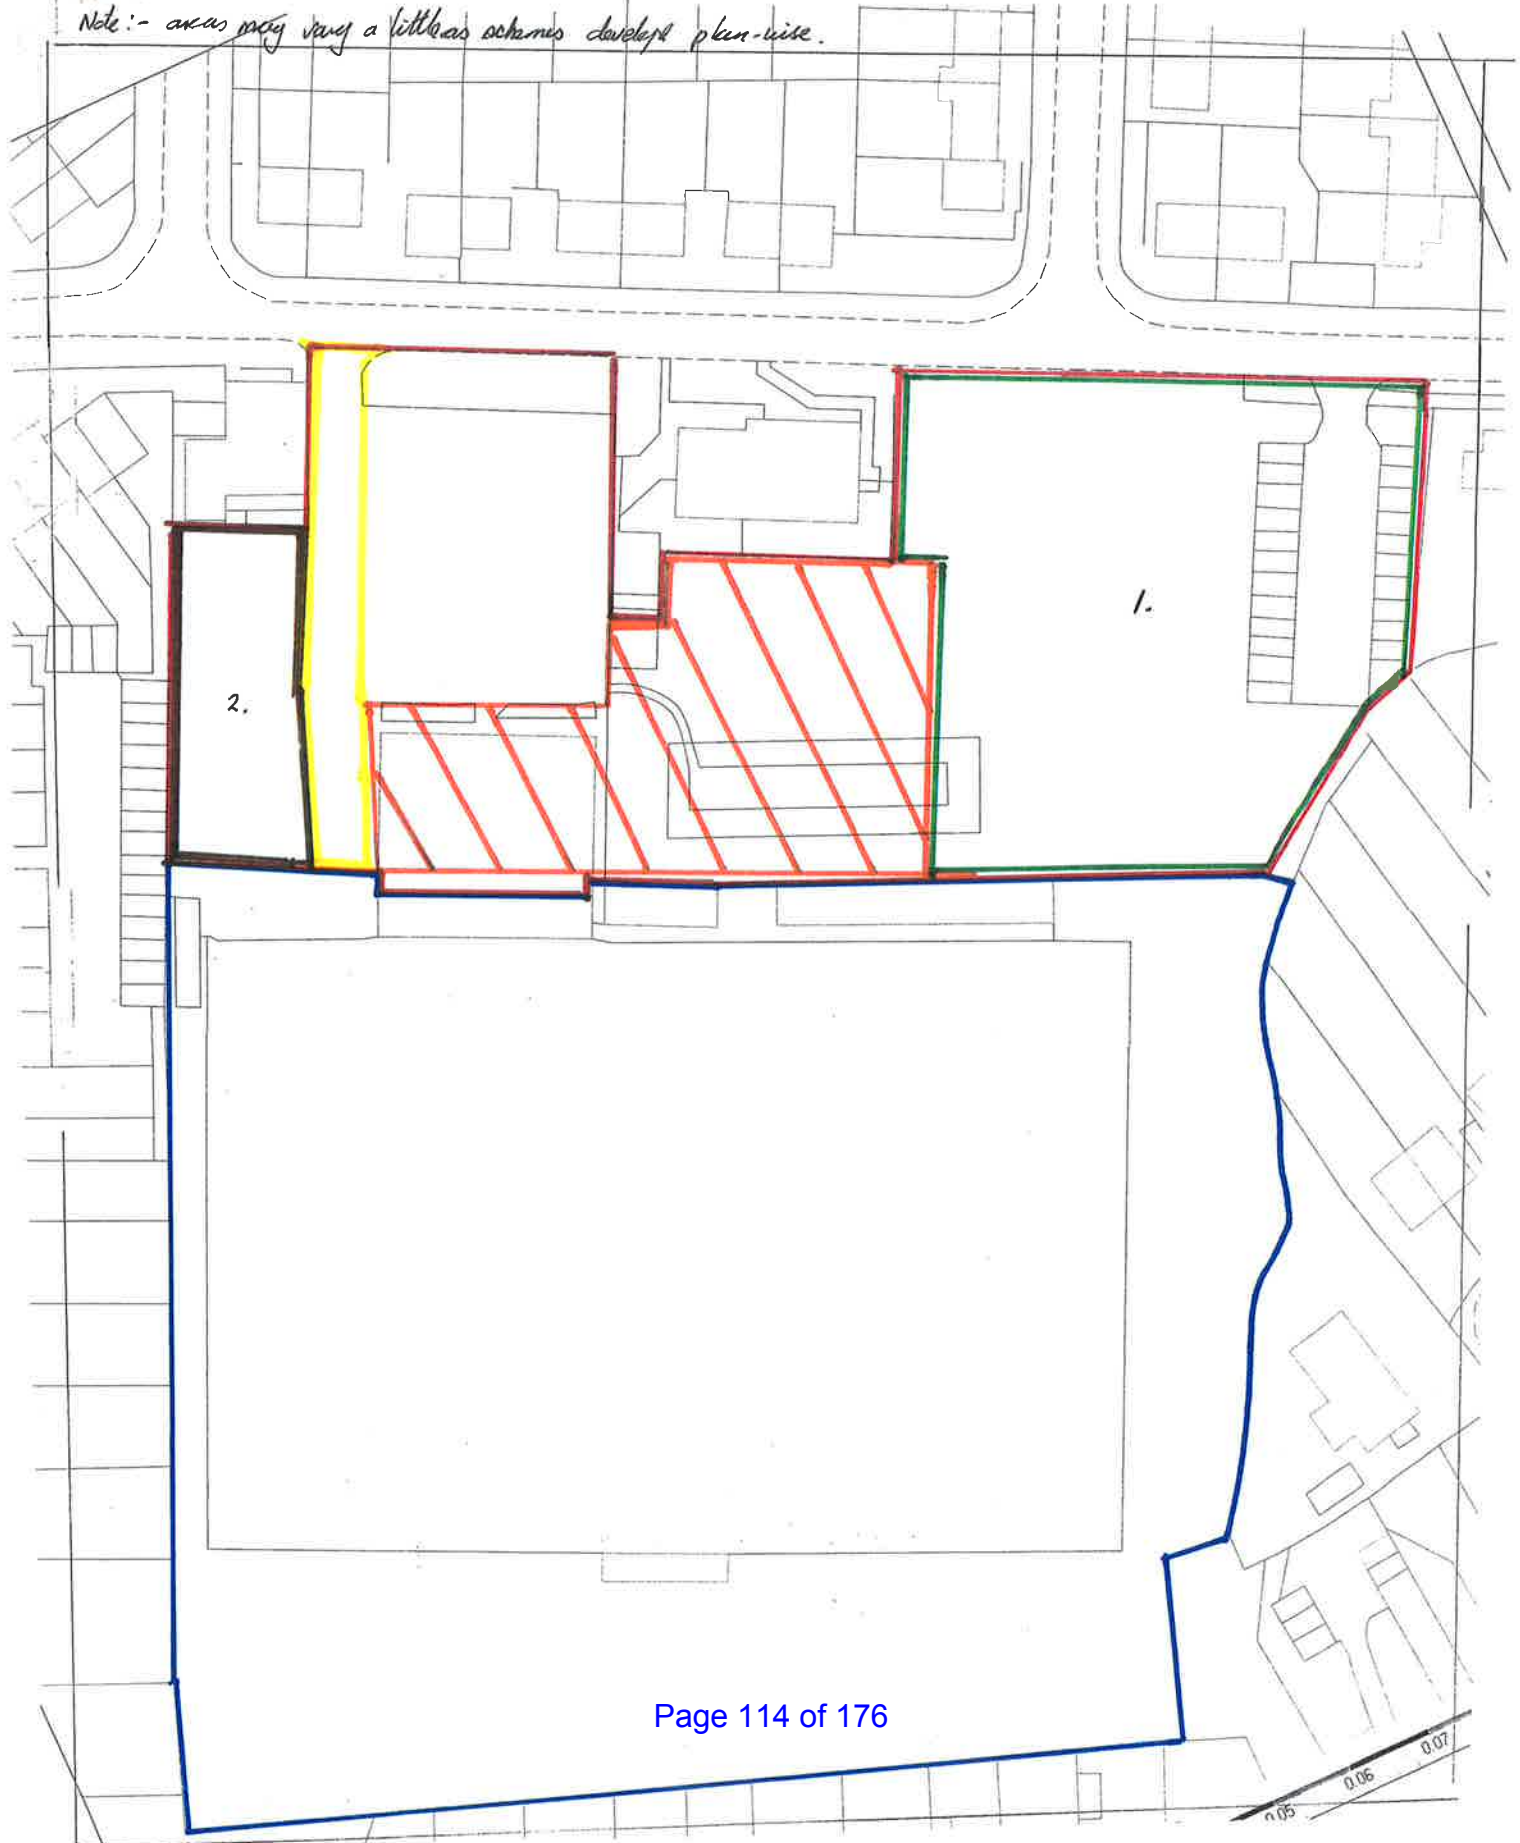 Note:- areas may vary a little as schemes develope plan-wise.
1.
2.
Page 114 of 176
0.07
0.06
0.05